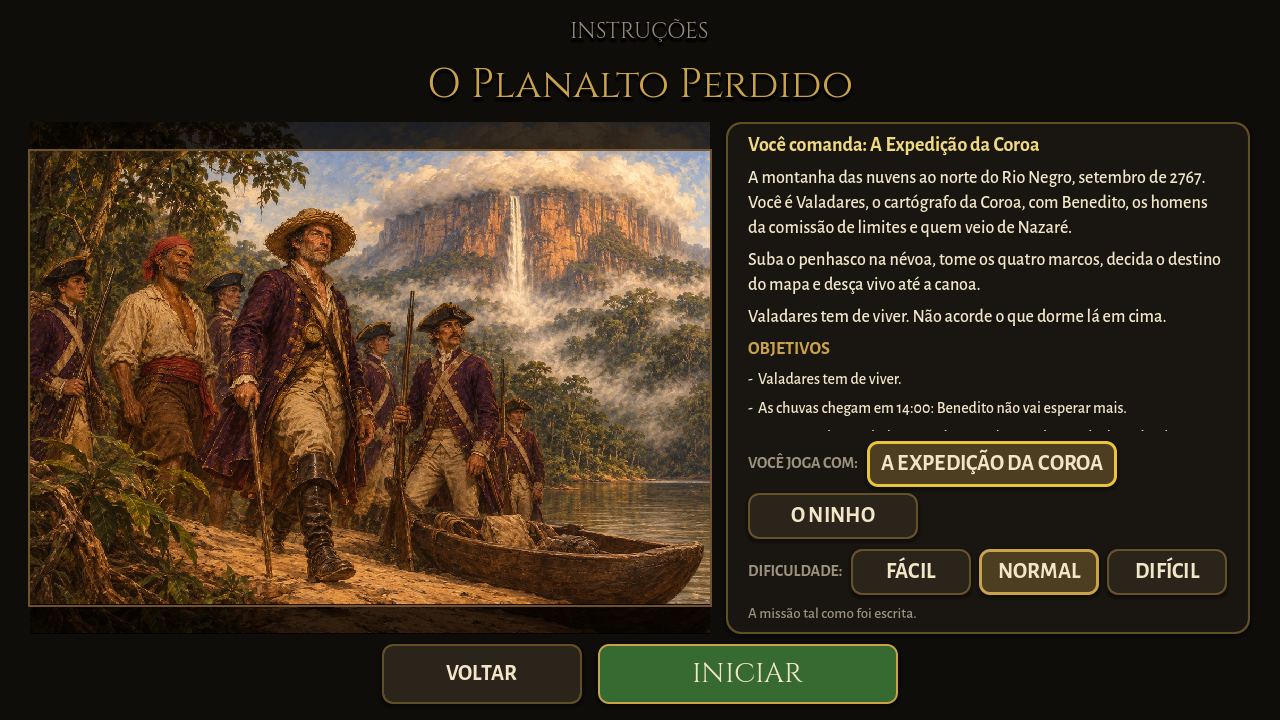 INSTRUÇÕES
O Planalto Perdido
Você comanda: A Expedição da Coroa
A montanha das nuvens ao norte do Rio Negro, setembro de 2767.
Você é Valadares, o cartógrafo da Coroa, com Benedito, os homens
da comissão de limites e quem veio de Nazaré.
Suba o penhasco na névoa, tome os quatro marcos, decida o destino
do mapa e desça vivo até a canoa.
Valadares tem de viver. Não acorde o que dorme lá em cima.
OBJETIVOS
- Valadares tem de viver.
- As chuvas chegam em 14:00: Benedito não vai esperar mais.
VOCÊ JOGA COM:
A EXPEDIÇÃO DA COROA
O NINHO
DIFICULDADE:
FÁCIL
NORMAL
DIFÍCIL
A missão tal como foi escrita.
VOLTAR
INICIAR